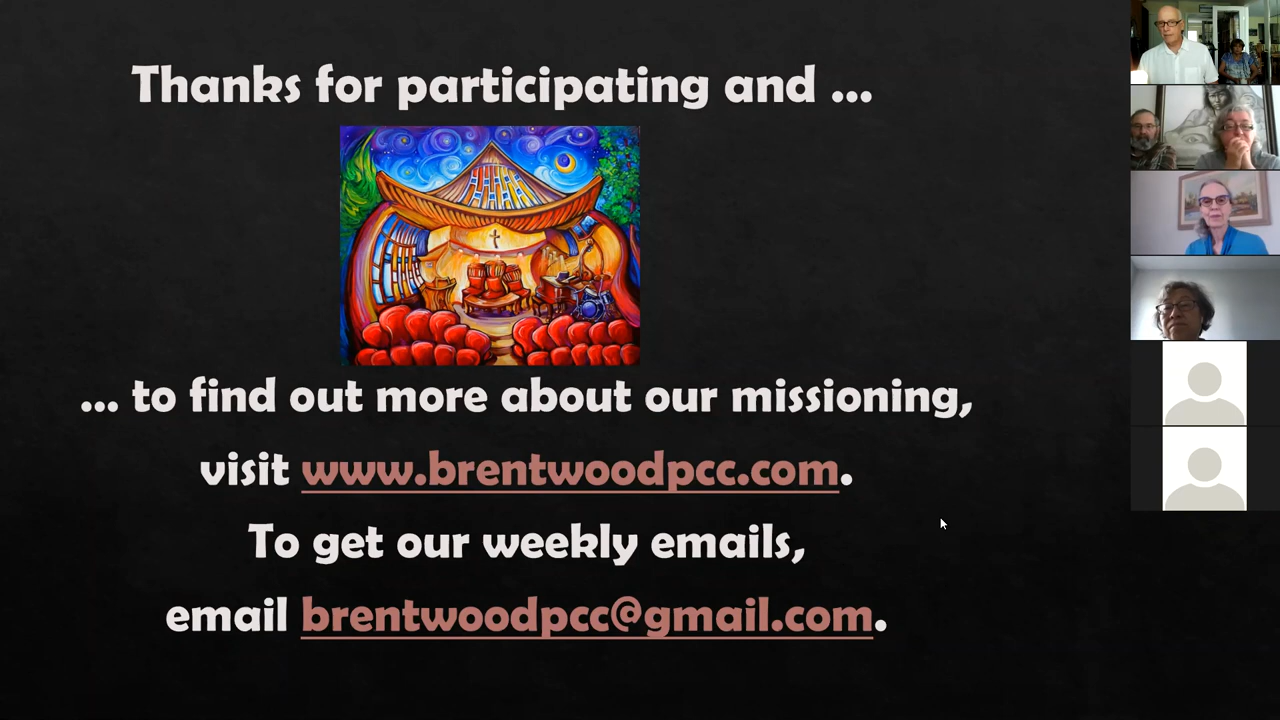 Thanks for participating and ...
... to find out more about our missioning,
visit www.brentwoodpcc.com.
To get our weekly emails,
email brentwoodpcc@gmail.com.